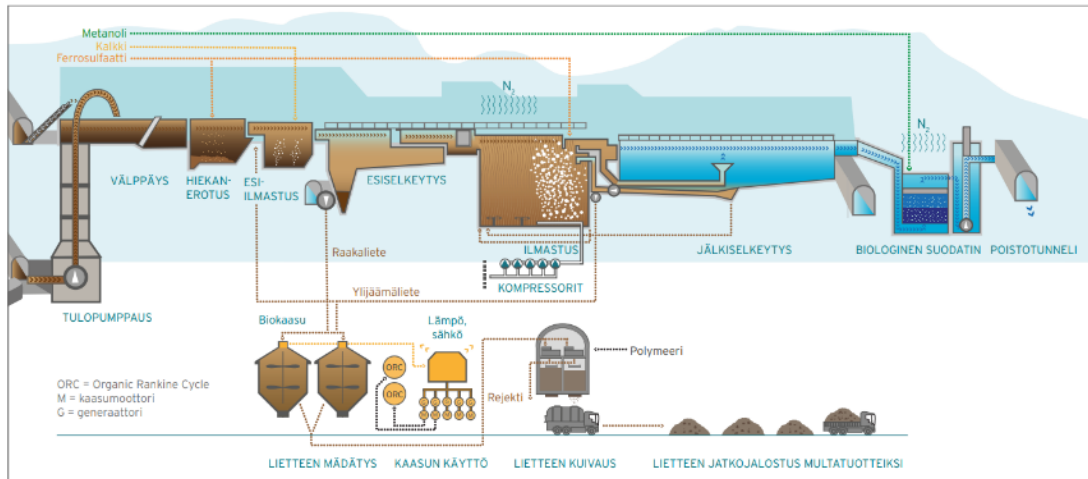 Metanoli
Kalkki
Ferrosulfaatti
N2
N2
VÄLPPÄYS
HIEKAN-
EROTUS
ESI-
ILMASTUS
ESISELKEYTYS
ILMASTUS
JÄLKISELKEYTYS
BIOLOGINEN SUODATIN
POISTOTUNNELI
Raakaliete
KOMPRESSORIT
Ylijäämäliete
TULOPUMPPAUS
Biokaasu
Lämpö,
sähkö
Polymeeri
ORC
ORC
ORC = Organic Rankine Cycle
M = kaasumoottori
G = generaattori
Rejekti
LIETTEEN MÄDÄTYS
KAASUN KÄYTTÖ
LIETTEEN KUIVAUS
LIETTEEN JATKOJALOSTUS MULTATUOTTEIKSI